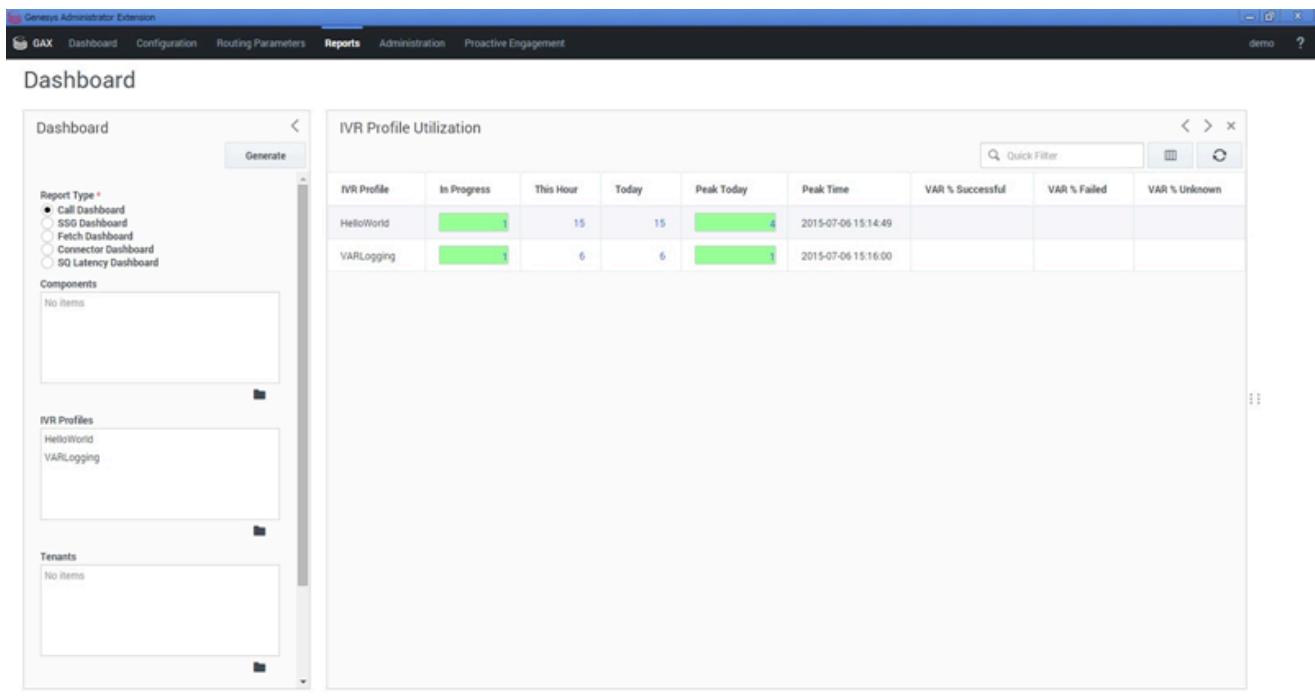 Genesys Administrator Extension
GAX Dashboard Configuration Routing Parameters Reports Administration Proactive Engagement demo ?
Dashboard
Dashboard
Generate
Report Type *
Call Dashboard
SSG Dashboard
Fetch Dashboard
Connector Dashboard
SQ Latency Dashboard
Components
No items
IVR Profiles
HelloWorld
VARLogging
Tenants
No items
IVR Profile Utilization
Quick Filter
IVR Profile In Progress This Hour Today Peak Today Peak Time VAR % Successful VAR % Failed VAR % Unknown
HelloWorld 1 15 15 4 2015-07-06 15:14:49
VARLogging 1 6 6 1 2015-07-06 15:16:00